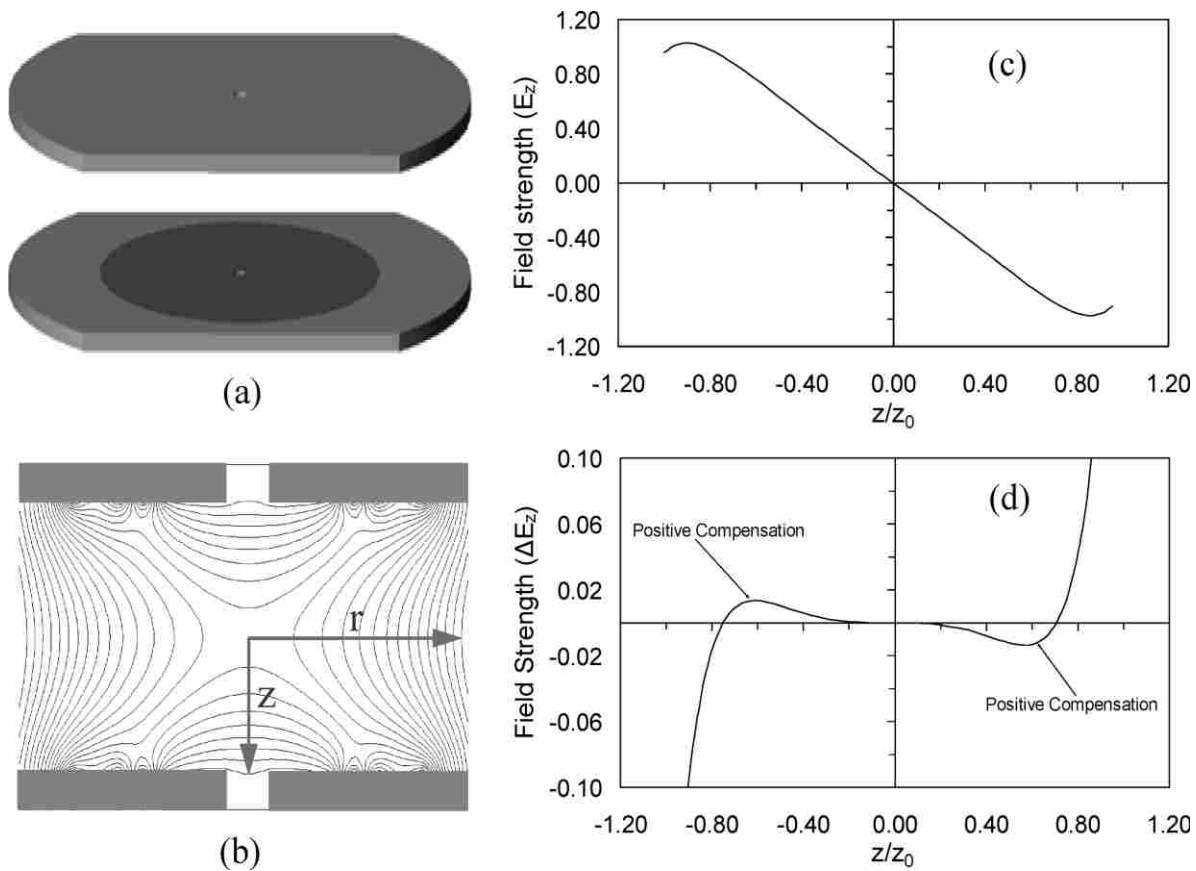 (a)
r
z
(b)
1.20
0.80
0.40
0.00
-0.40
-0.80
-1.20
Field strength (Ez)
(c)
-1.20 -0.80 -0.40 0.00 0.40 0.80 1.20
z/z0
0.10
0.06
0.02
-0.02
-0.06
-0.10
Field Strength (ΔEz)
(d)
Positive Compensation
Positive Compensation
-1.20 -0.80 -0.40 0.00 0.40 0.80 1.20
z/z0